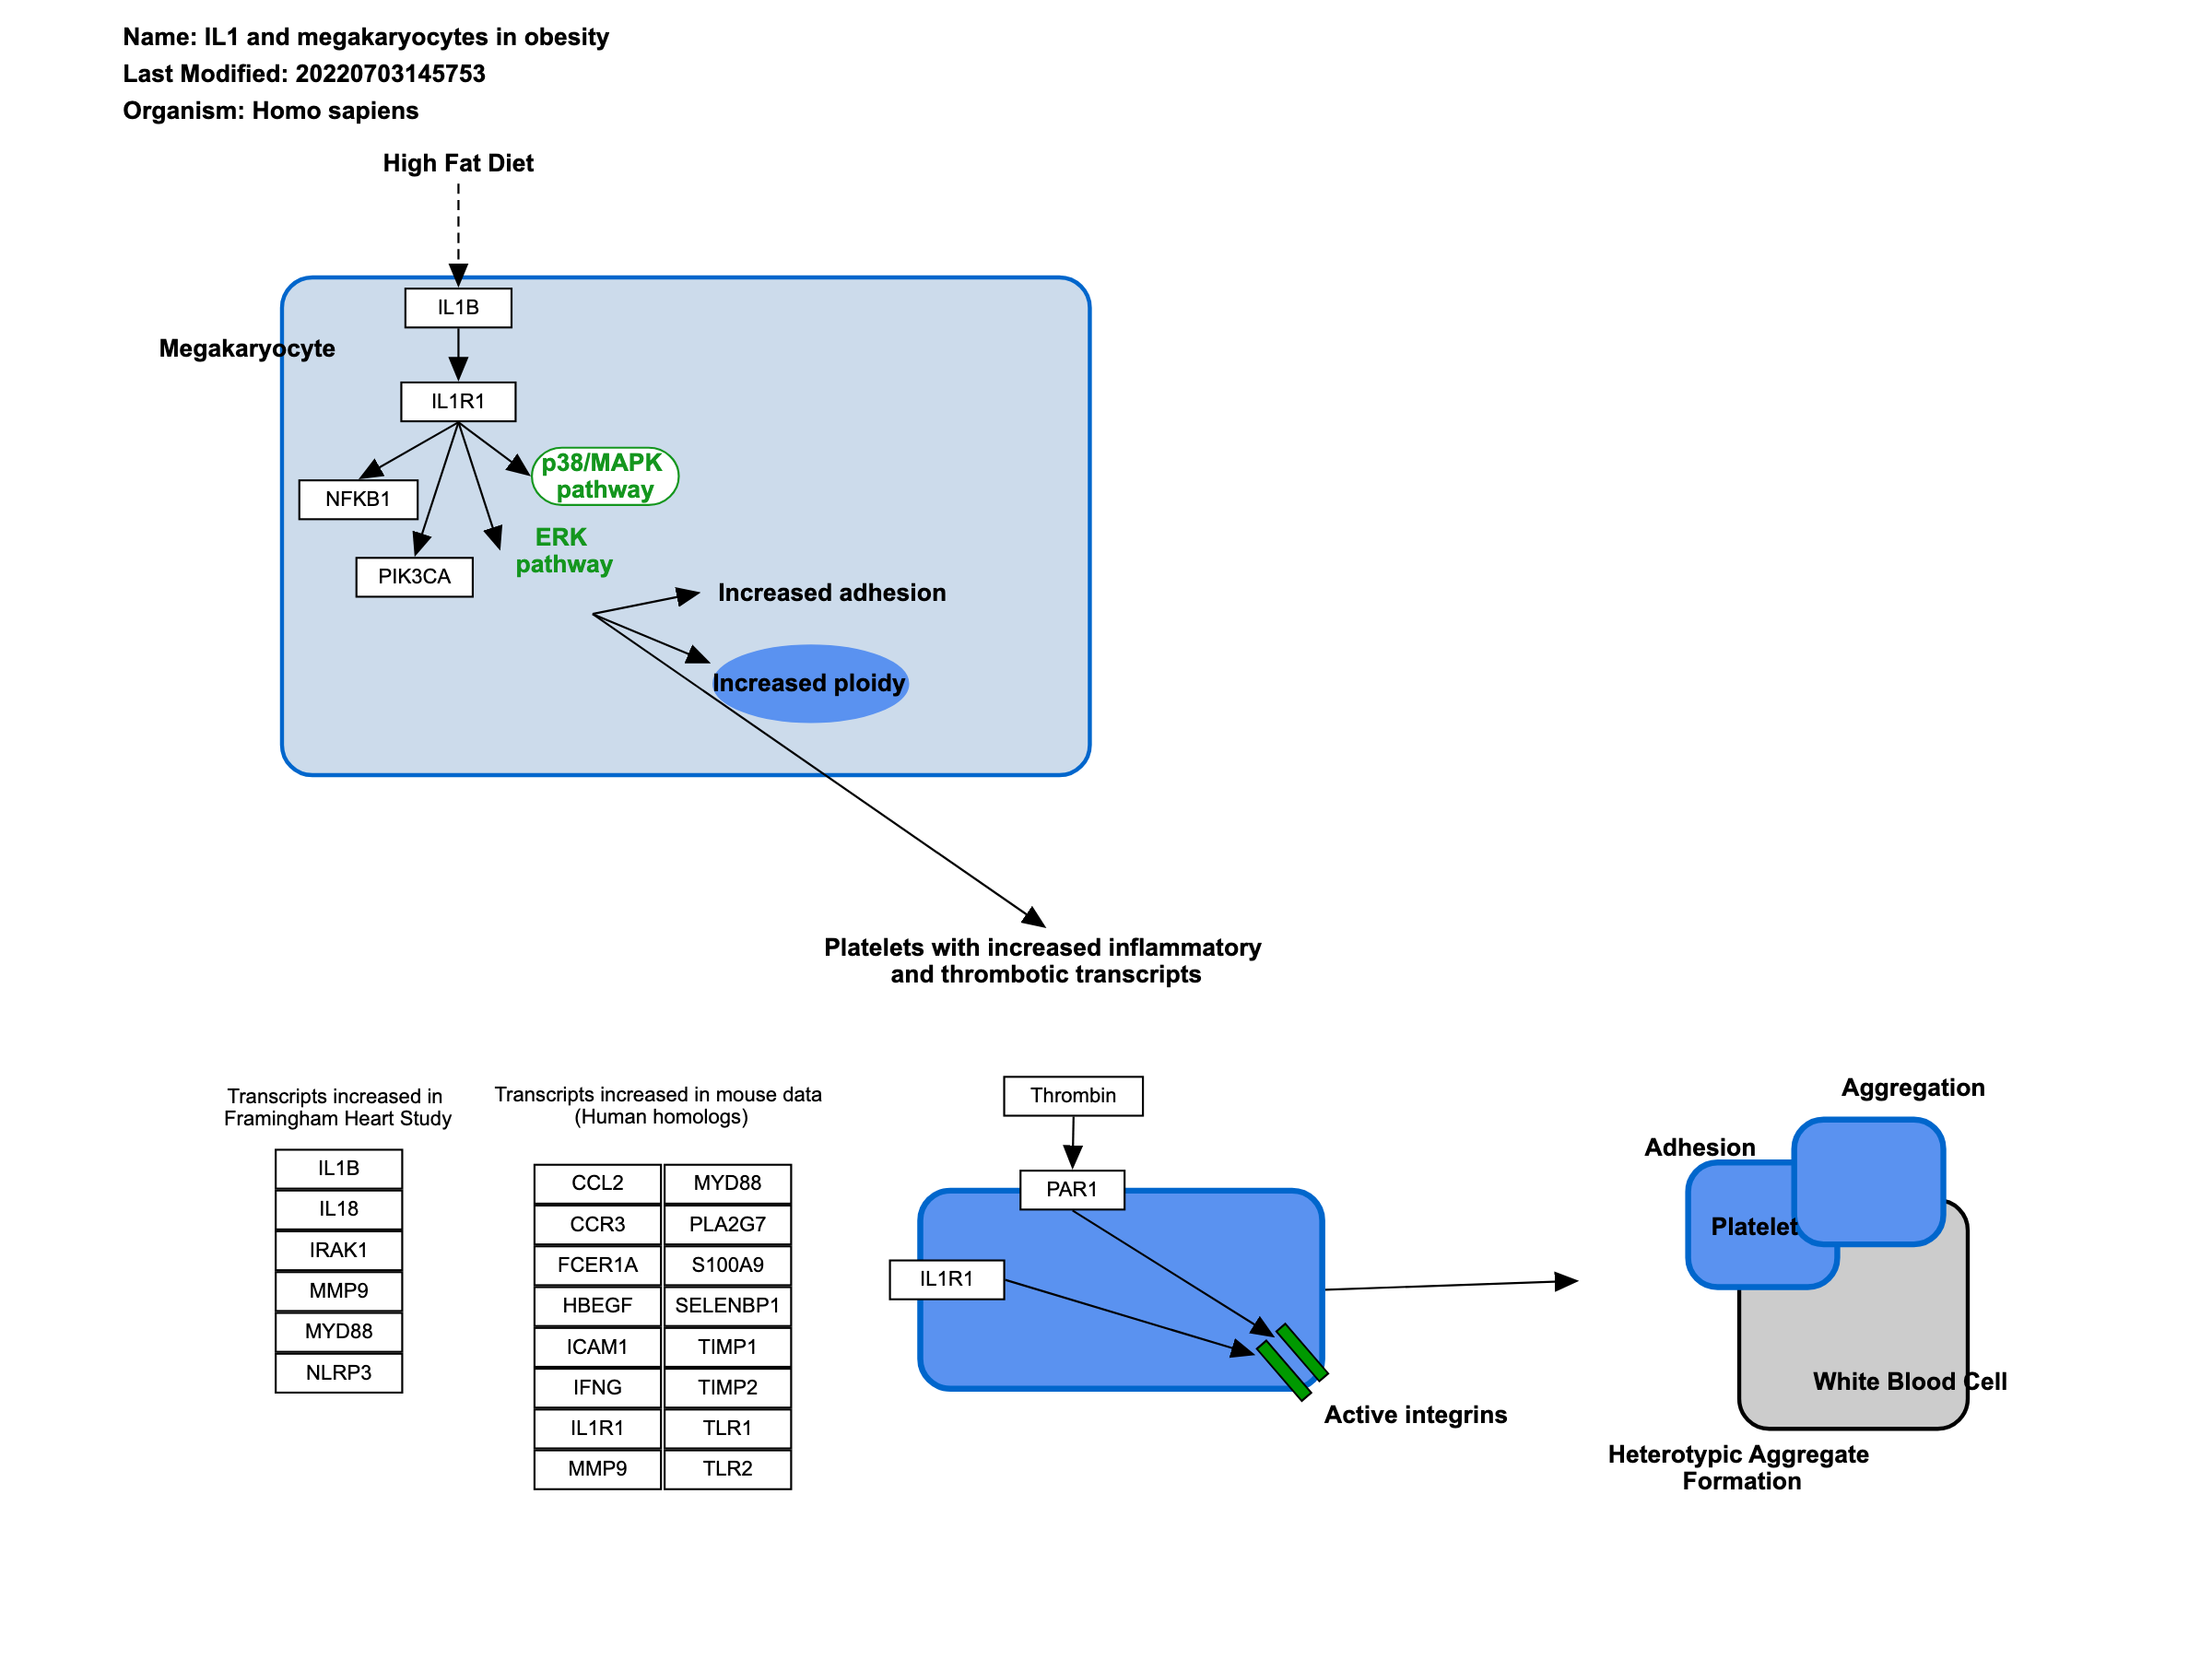 Name: IL1 and megakaryocytes in obesity
Last Modified: 20220703145753
Organism: Homo sapiens
High Fat Diet
IL1B
Megakaryocyte
IL1R1
p38/MAPK
pathway
NFKB1
ERK
pathway
PIK3CA
Increased adhesion
Increased ploidy
Platelets with increased inflammatory
and thrombotic transcripts
Transcripts increased in
Framingham Heart Study
IL1B
IL18
IRAK1
MMP9
MYD88
NLRP3
Transcripts increased in mouse data
(Human homologs)
CCL2 MYD88
CCR3 PLA2G7
FCER1A S100A9
HBEGF SELENBP1
ICAM1 TIMP1
IFNG TIMP2
IL1R1 TLR1
MMP9 TLR2
Thrombin
PAR1
IL1R1
Active integrins
Aggregation
Adhesion
Platelet
White Blood Cell
Heterotypic Aggregate
Formation